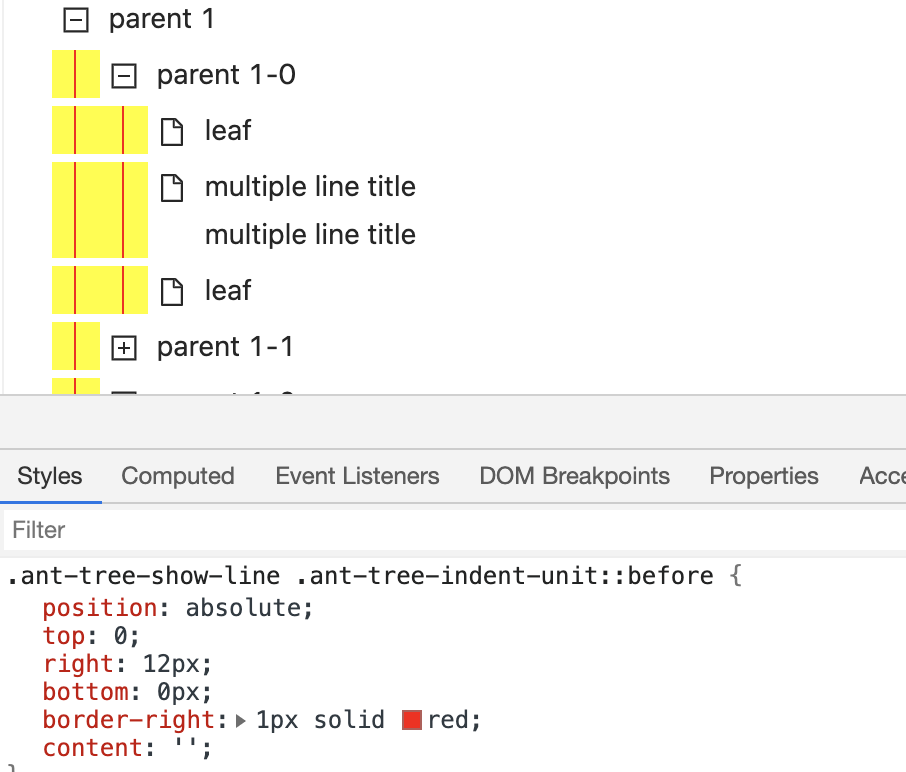 parent 1
parent 1-0
leaf
multiple line title
multiple line title
leaf
parent 1-1
Styles Computed Event Listeners DOM Breakpoints Properties Acce
Filter
.ant-tree-show-line .ant-tree-indent-unit::before {
position: absolute;
top: 0;
right: 12px;
bottom: 0px;
border-right: 1px solid red;
content: '';
}